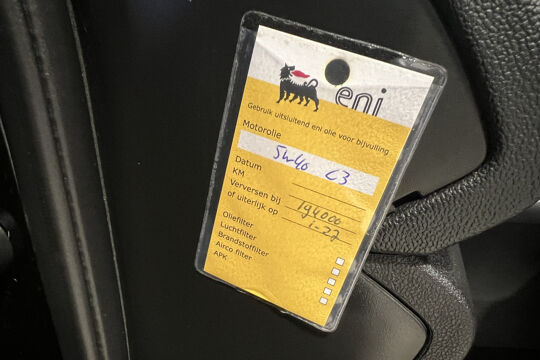 eni
Gebruik uitsluitend eni olie voor bijvulling
Motorolie
5w40 C3
Datum
KM
Verversen bij 194000
of uiterlijk op 1-22
Oliefilter
Luchtfilter
Brandstoffilter
Airco filter
APK